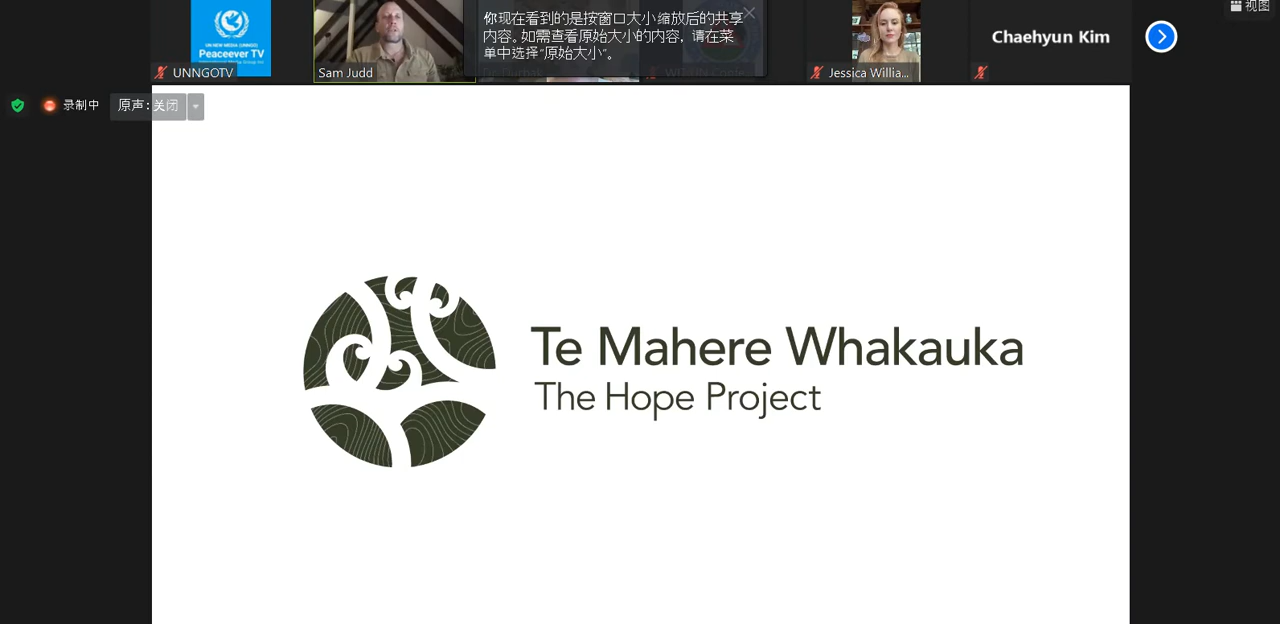 视图
UN NEW MEDIA (UNNGO)
Peaceever TV
UNNGOTV
Sam Judd
你现在看到的是按窗口大小缩放后的共享
内容。如需查看原始大小的内容，请在菜
单中选择“原始大小”。
Jessica Willia...
Chaehyun Kim
录制中
原声：关闭
Te Mahere Whakauka
The Hope Project